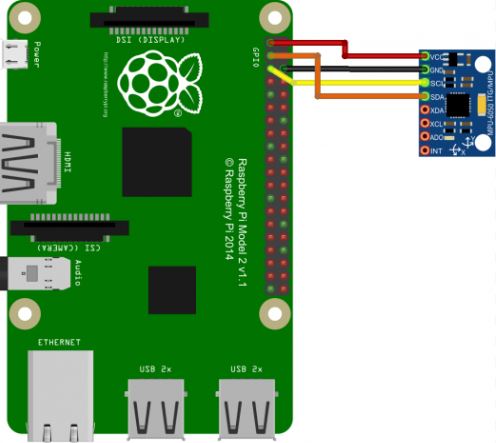 DSI (DISPLAY)
Power
http://www.raspberrypi.org
GPIO
HDMI
Raspberry Pi Model 2 v1.1
© Raspberry Pi 2014
CSI (CAMERA)
Audio
ETHERNET
USB 2x
USB 2x
VCC
GND
SCL
SDA
XDA
XCL
ADO
INT
X
Y